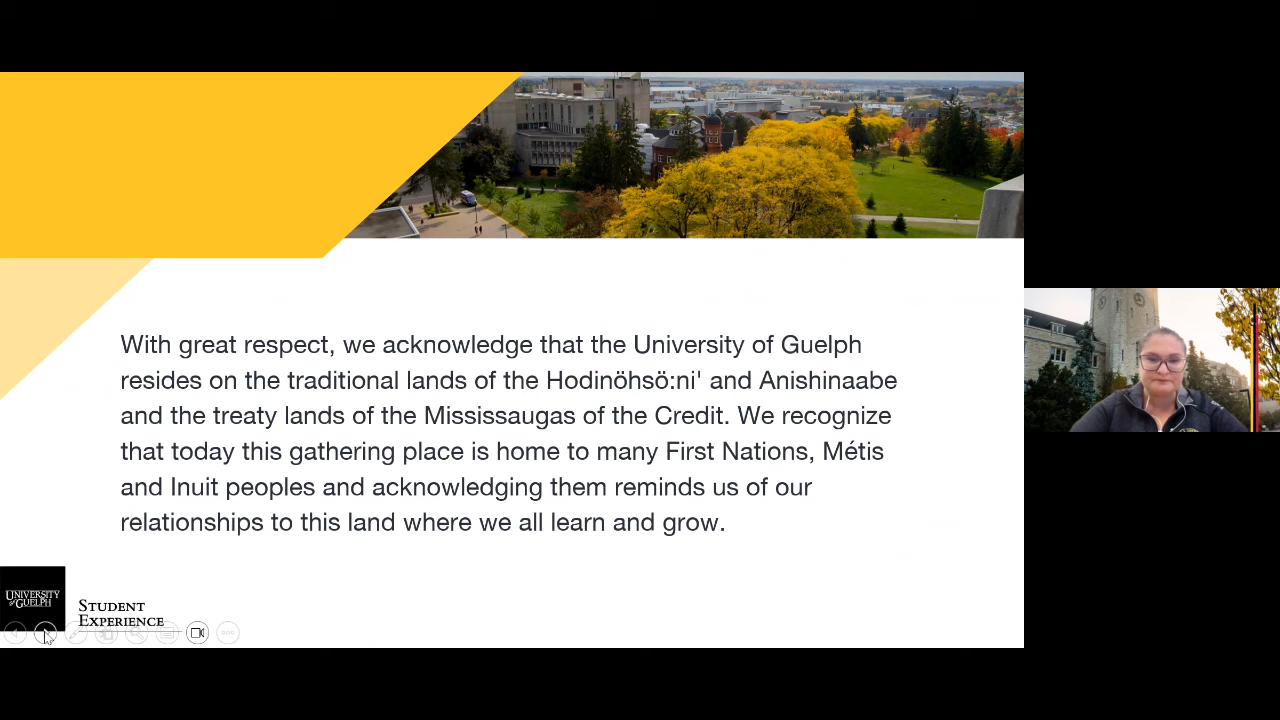 With great respect, we acknowledge that the University of Guelph
resides on the traditional lands of the Hodinöhsö:ni' and Anishinaabe
and the treaty lands of the Mississaugas of the Credit. We recognize
that today this gathering place is home to many First Nations, Métis
and Inuit peoples and acknowledging them reminds us of our
relationships to this land where we all learn and grow.
UNIVERSITY
of GUELPH
STUDENT
EXPERIENCE